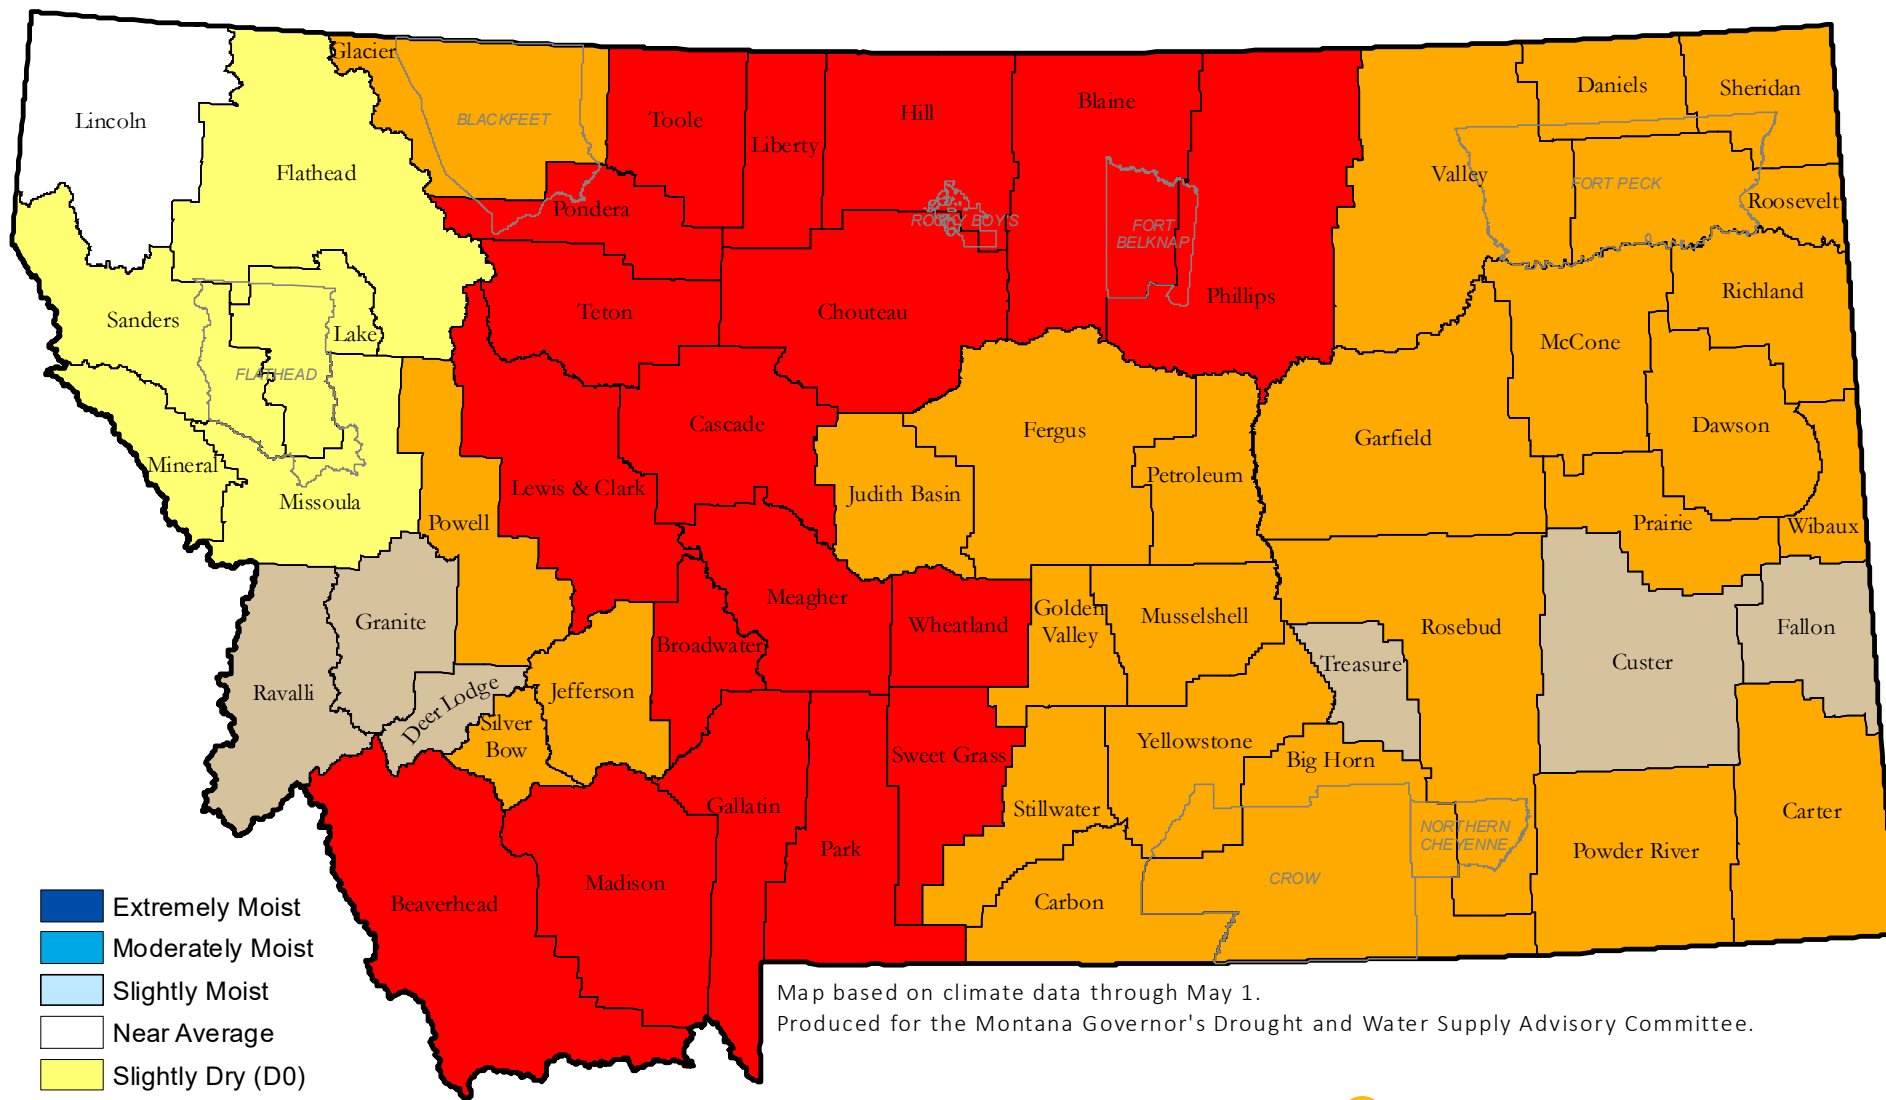 Glacier
Daniels
Sheridan
Lincoln
BLACKFEET
Toole
Hill
Blaine
Liberty
Flathead
Valley
FORT PECK
Roosevelt
Pondera
ROCKY BOY'S
FORT
BELKNAP
Phillips
Richland
Sanders
Lake
Teton
Chouteau
McCone
FLATHEAD
Cascade
Fergus
Garfield
Dawson
Mineral
Missoula
Lewis & Clark
Judith Basin
Petroleum
Powell
Prairie
Wibaux
Granite
Meagher
Wheatland
Golden
Valley
Musselshell
Rosebud
Fallon
Broadwater
Treasure
Custer
Ravalli
Deer Lodge
Jefferson
Silver
Bow
Sweet Grass
Yellowstone
Big Horn
Gallatin
Stillwater
Carter
Park
NORTHERN
CHEYENNE
Powder River
Madison
CROW
Beaverhead
Carbon
Extremely Moist
Moderately Moist
Slightly Moist
Near Average
Slightly Dry (D0)
Map based on climate data through May 1.
Produced for the Montana Governor's Drought and Water Supply Advisory Committee.